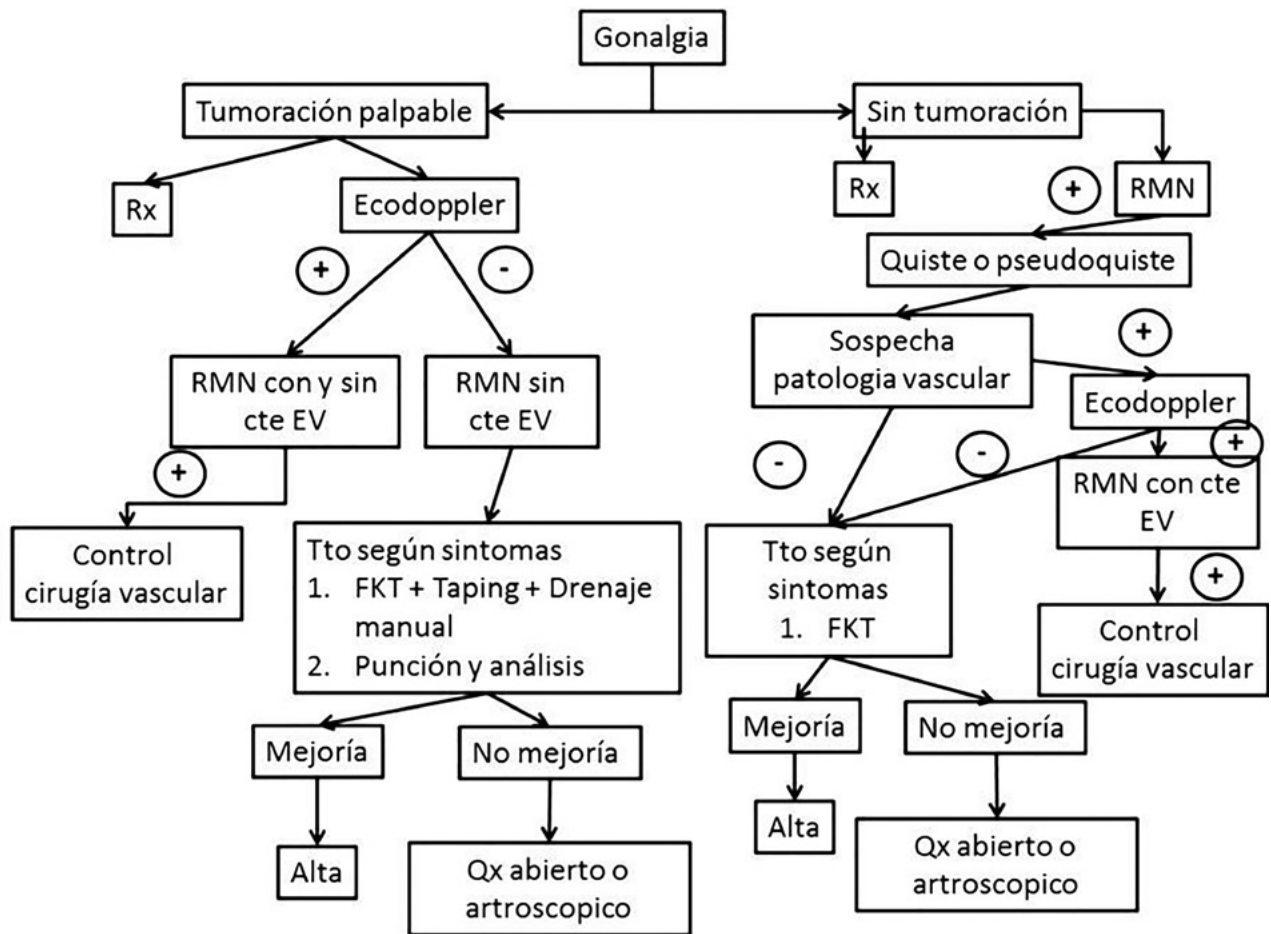 Gonalgia
Tumoración palpable
Sin tumoración
Rx
Ecodoppler
Rx
+
RMN
+
-
Quiste o pseudoquiste
RMN con y sin
cte EV
RMN sin
cte EV
Sospecha
patologia vascular
+
Ecodoppler
+
+
-
-
RMN con cte
EV
Control
cirugía vascular
Tto según sintomas
1. FKT + Taping + Drenaje
manual
2. Punción y análisis
Tto según
sintomas
1. FKT
+
Control
cirugía vascular
Mejoría
No mejoría
Mejoría
No mejoría
Alta
Qx abierto o
artroscopico
Alta
Qx abierto o
artroscopico